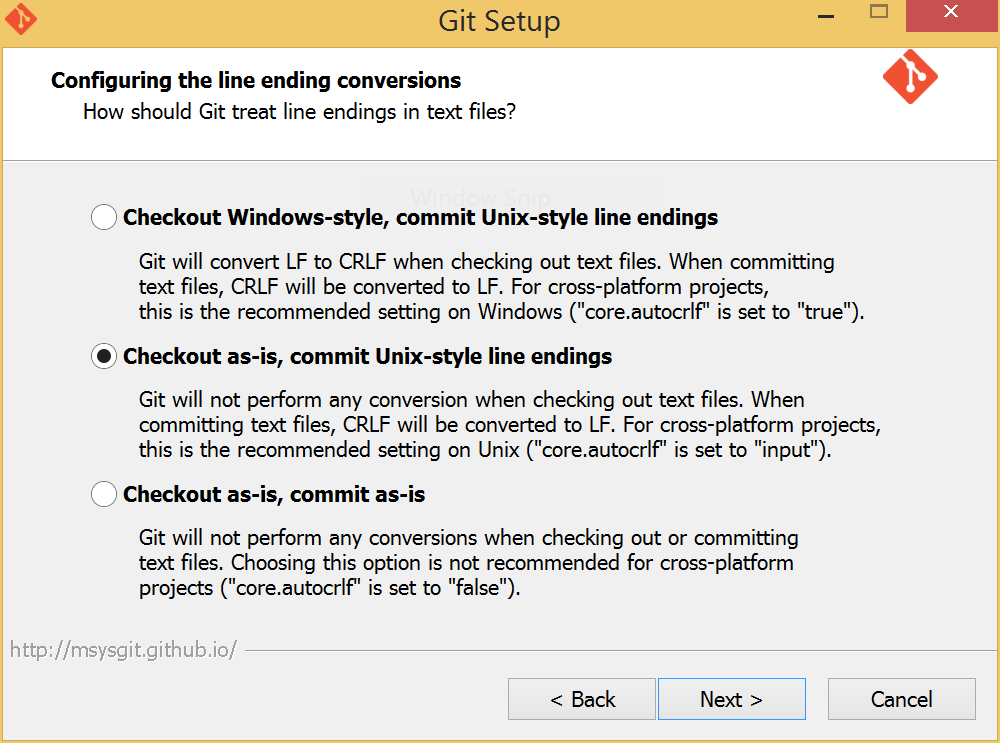 Git Setup
Configuring the line ending conversions
How should Git treat line endings in text files?
Window Snip
Checkout Windows-style, commit Unix-style line endings
Git will convert LF to CRLF when checking out text files. When committing
text files, CRLF will be converted to LF. For cross-platform projects,
this is the recommended setting on Windows ("core.autocrlf" is set to "true").
Checkout as-is, commit Unix-style line endings
Git will not perform any conversion when checking out text files. When
committing text files, CRLF will be converted to LF. For cross-platform projects,
this is the recommended setting on Unix ("core.autocrlf" is set to "input").
Checkout as-is, commit as-is
Git will not perform any conversions when checking out or committing
text files. Choosing this option is not recommended for cross-platform
projects ("core.autocrlf" is set to "false").
http://msysgit.github.io/
< Back
Next >
Cancel